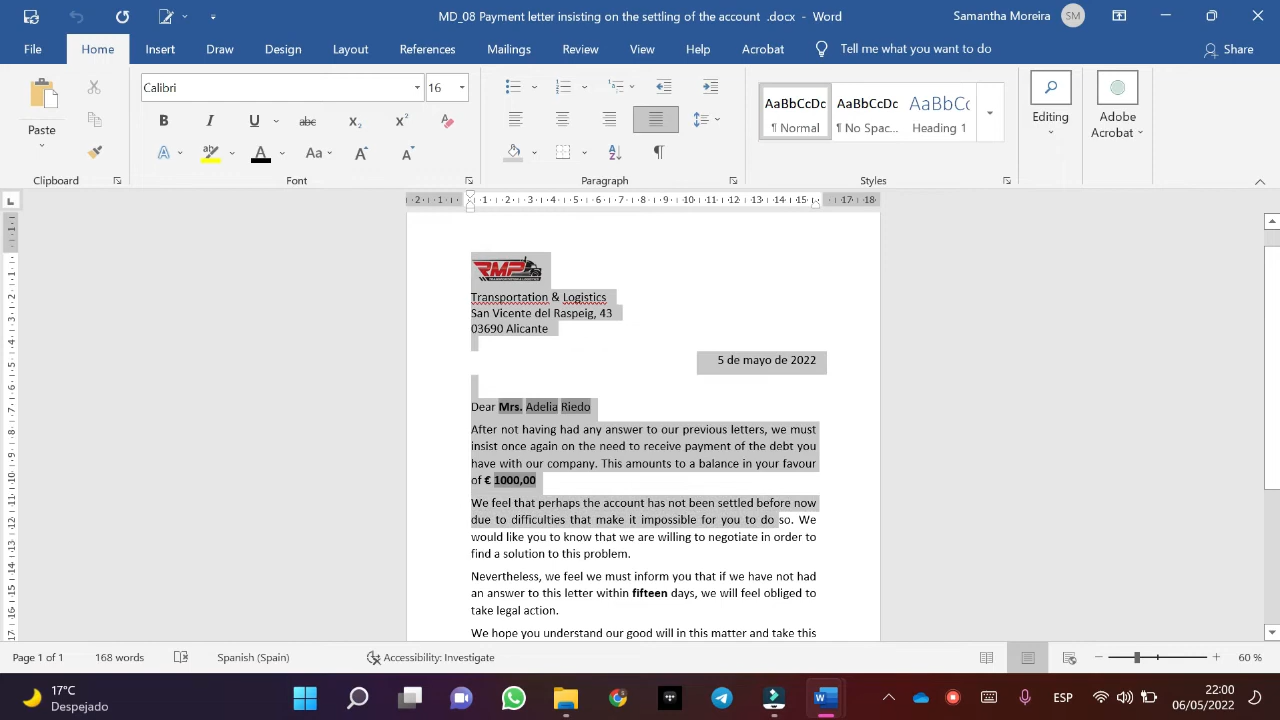 MD_08 Payment letter insisting on the settling of the account .docx - Word
Samantha Moreira SM
File Home Insert Draw Design Layout References Mailings Review View Help Acrobat Tell me what you want to do Share
Paste
Clipboard
Calibri 16
Font
Paragraph
AaBbCcDc AaBbCcDc AaBbCc
¶ Normal ¶ No Spac... Heading 1
Styles
Editing
Adobe
Acrobat
RMP
Transportation & Logistics
San Vicente del Raspeig, 43
03690 Alicante
5 de mayo de 2022
Dear Mrs. Adelia Riedo
After not having had any answer to our previous letters, we must
insist once again on the need to receive payment of the debt you
have with our company. This amounts to a balance in your favour
of € 1000,00
We feel that perhaps the account has not been settled before now
due to difficulties that make it impossible for you to do so. We
would like you to know that we are willing to negotiate in order to
find a solution to this problem.
Nevertheless, we feel we must inform you that if we have not had
an answer to this letter within fifteen days, we will feel obliged to
take legal action.
We hope you understand our good will in this matter and take this
Page 1 of 1 168 words Spanish (Spain) Accessibility: Investigate 60 %
17°C
Despejado
ESP
22:00
06/05/2022